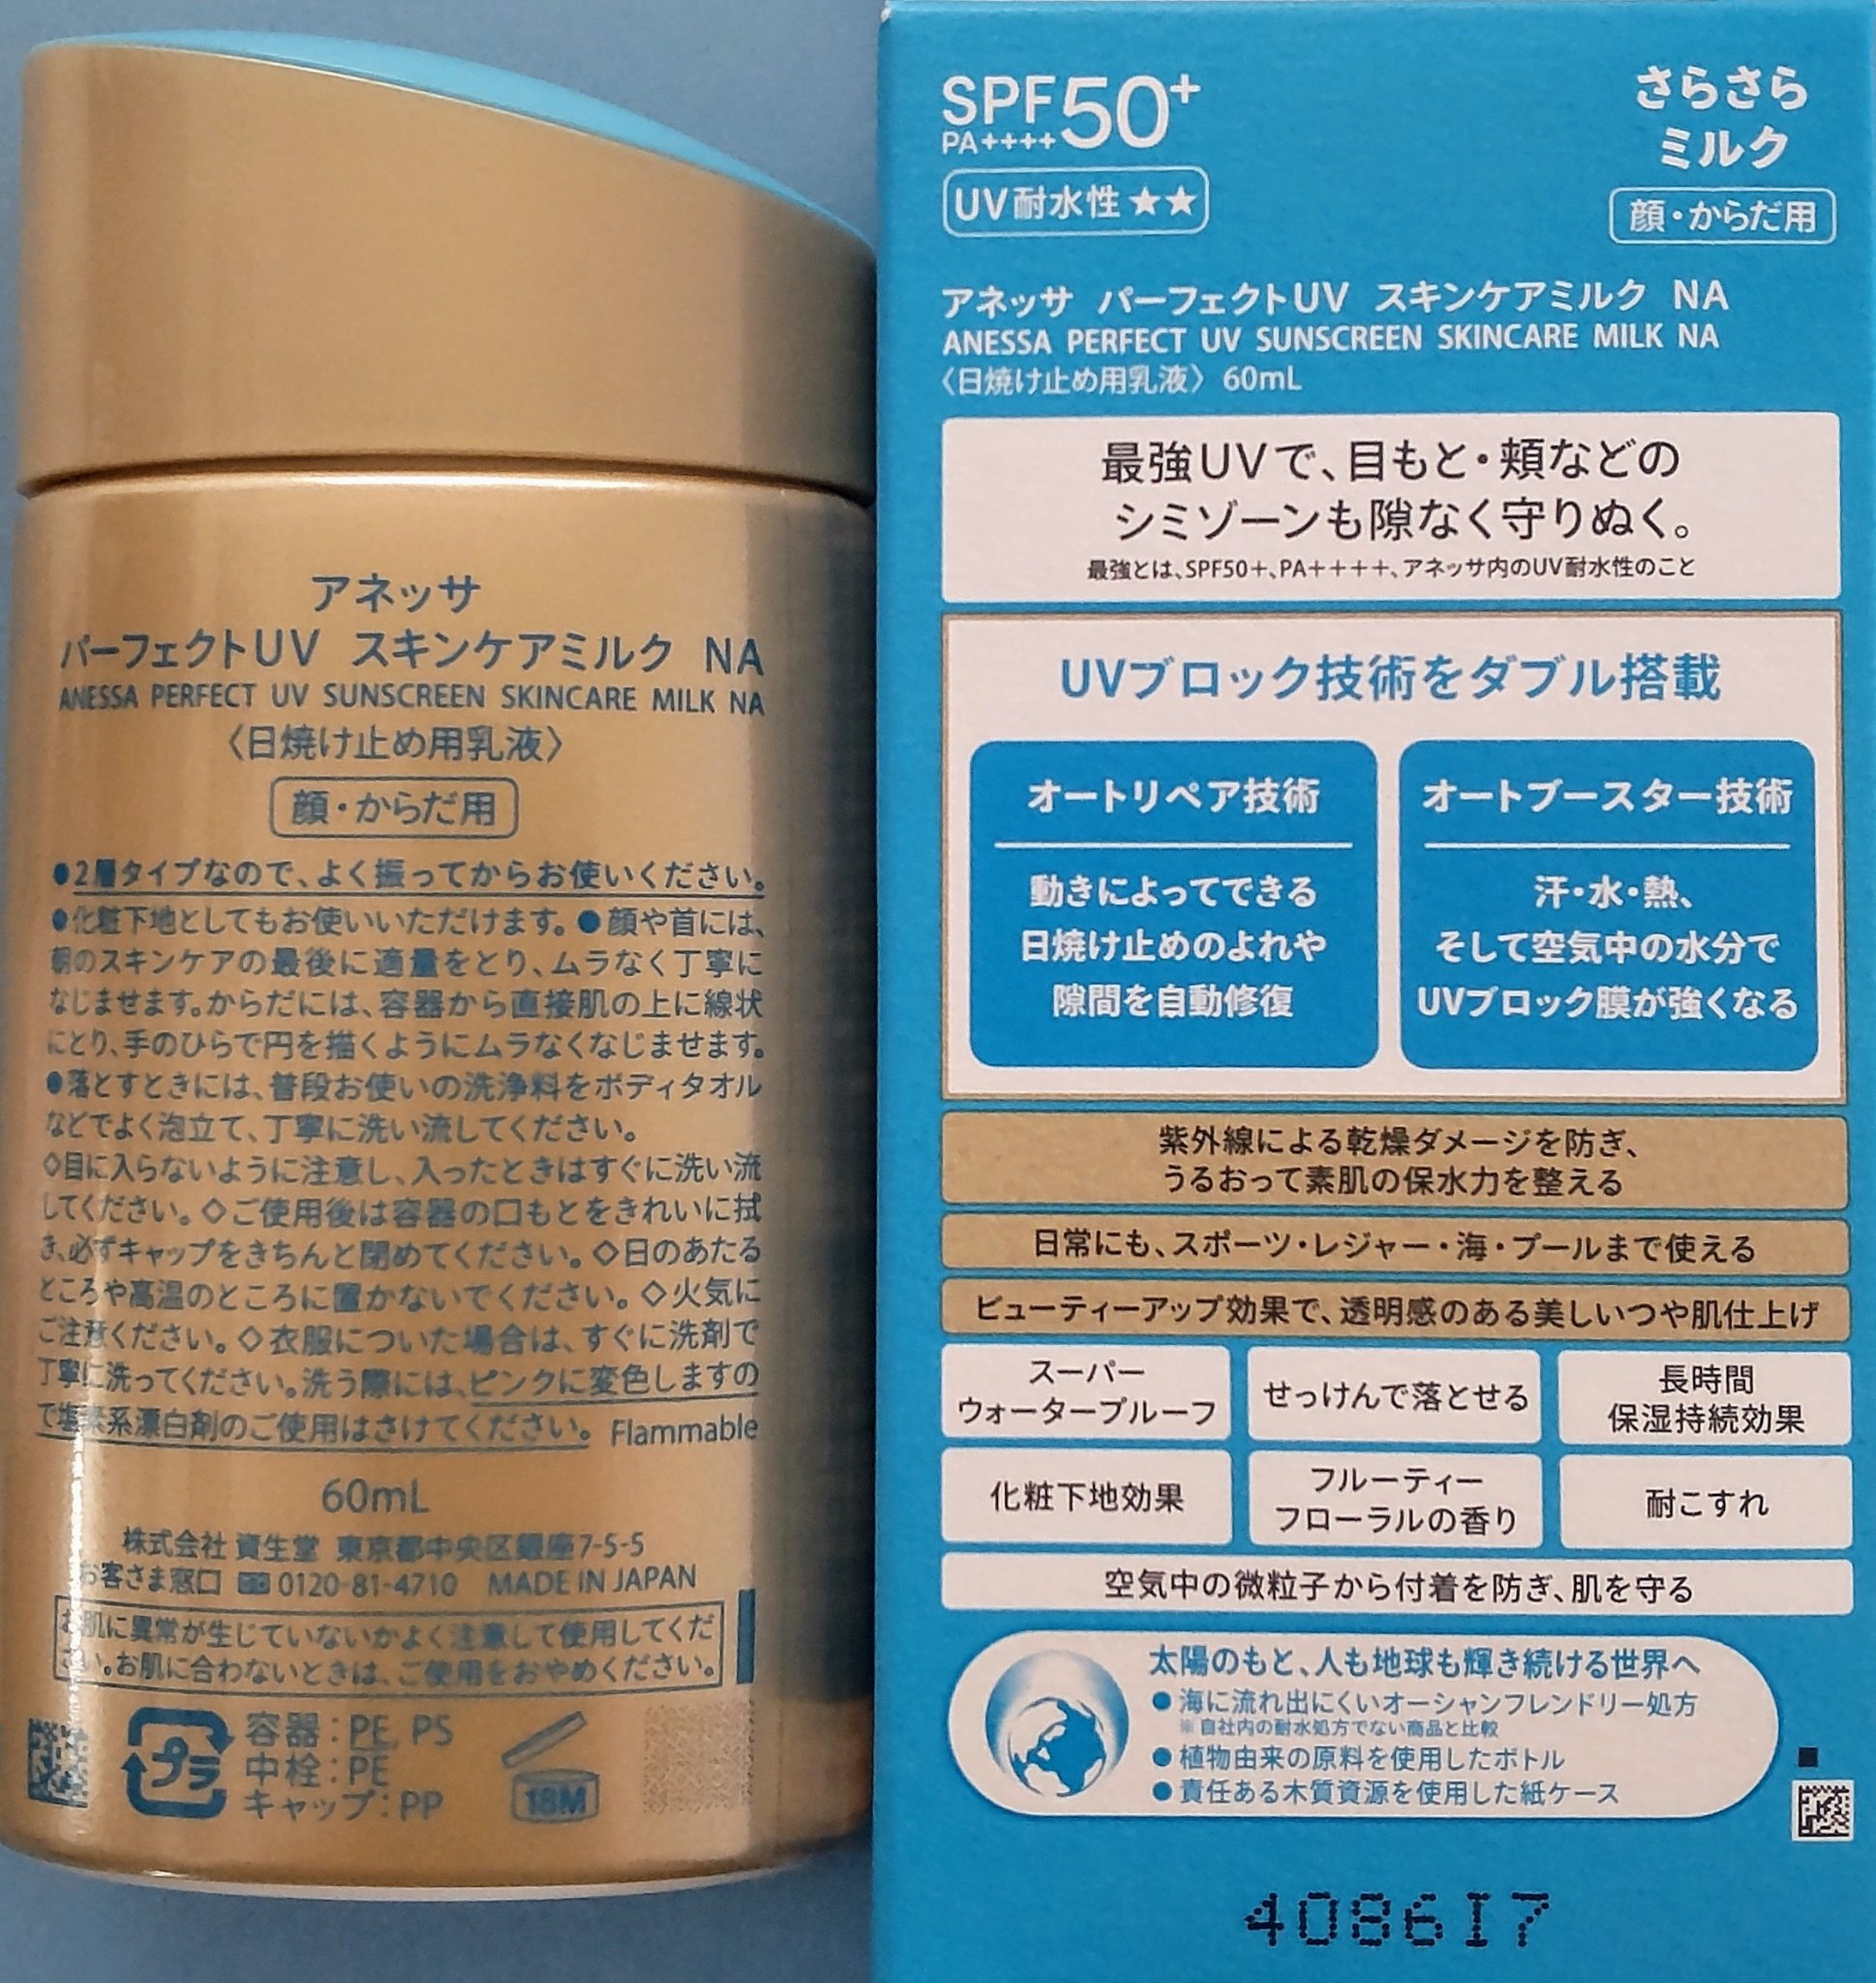 アネッサ
パーフェクトUV スキンケアミルク NA
ANESSA PERFECT UV SUNSCREEN SKINCARE MILK NA
〈日焼け止め用乳液〉
顔・からだ用
●2層タイプなので、よく振ってからお使いください。
●化粧下地としてもお使いいただけます。●顔や首には、
朝のスキンケアの最後に適量をとり、ムラなく丁寧に
なじませます。からだには、容器から直接肌の上に線状
にとり、手のひらで円を描くようにムラなくなじませます。
●落とすときには、普段お使いの洗浄料をボディタオル
などでよく泡立て、丁寧に洗い流してください。
◇目に入らないように注意し、入ったときはすぐに洗い流
してください。◇ご使用後は容器の口もとをきれいに拭
き、必ずキャップをきちんと閉めてください。◇日のあたる
ところや高温のところに置かないでください。◇火気に
ご注意ください。◇衣服についた場合は、すぐに洗剤で
丁寧に洗ってください。洗う際には、ピンクに変色しますの
で塩素系漂白剤のご使用はさけてください。 Flammable
60mL
株式会社 資生堂 東京都中央区銀座7-5-5
お客さま窓口 0120-81-4710 MADE IN JAPAN
お肌に異常が生じていないかよく注意して使用してくだ
さい。お肌に合わないときは、ご使用をおやめください。
プラ
容器：PE, PS
中栓：PE
キャップ：PP
18M
SPF50+
PA++++
UV耐水性★★
さらさら
ミルク
顔・からだ用
アネッサ パーフェクトUV スキンケアミルク NA
ANESSA PERFECT UV SUNSCREEN SKINCARE MILK NA
〈日焼け止め用乳液〉 60mL
最強UVで、目もと・頬などの
シミゾーンも隙なく守りぬく。
最強とは、SPF50+、PA++++、アネッサ内のUV耐水性のこと
UVブロック技術をダブル搭載
オートリペア技術
動きによってできる
日焼け止めのよれや
隙間を自動修復
オートブースター技術
汗・水・熱、
そして空気中の水分で
UVブロック膜が強くなる
紫外線による乾燥ダメージを防ぎ、
うるおって素肌の保水力を整える
日常にも、スポーツ・レジャー・海・プールまで使える
ビューティーアップ効果で、透明感のある美しいつや肌仕上げ
スーパー
ウォータープルーフ
せっけんで落とせる
長時間
保湿持続効果
化粧下地効果
フルーティー
フローラルの香り
耐こすれ
空気中の微粒子から付着を防ぎ、肌を守る
太陽のもと、人も地球も輝き続ける世界へ
●海に流れ出にくいオーシャンフレンドリー処方
※自社内の耐水処方でない商品と比較
●植物由来の原料を使用したボトル
●責任ある木質資源を使用した紙ケース
4086I7